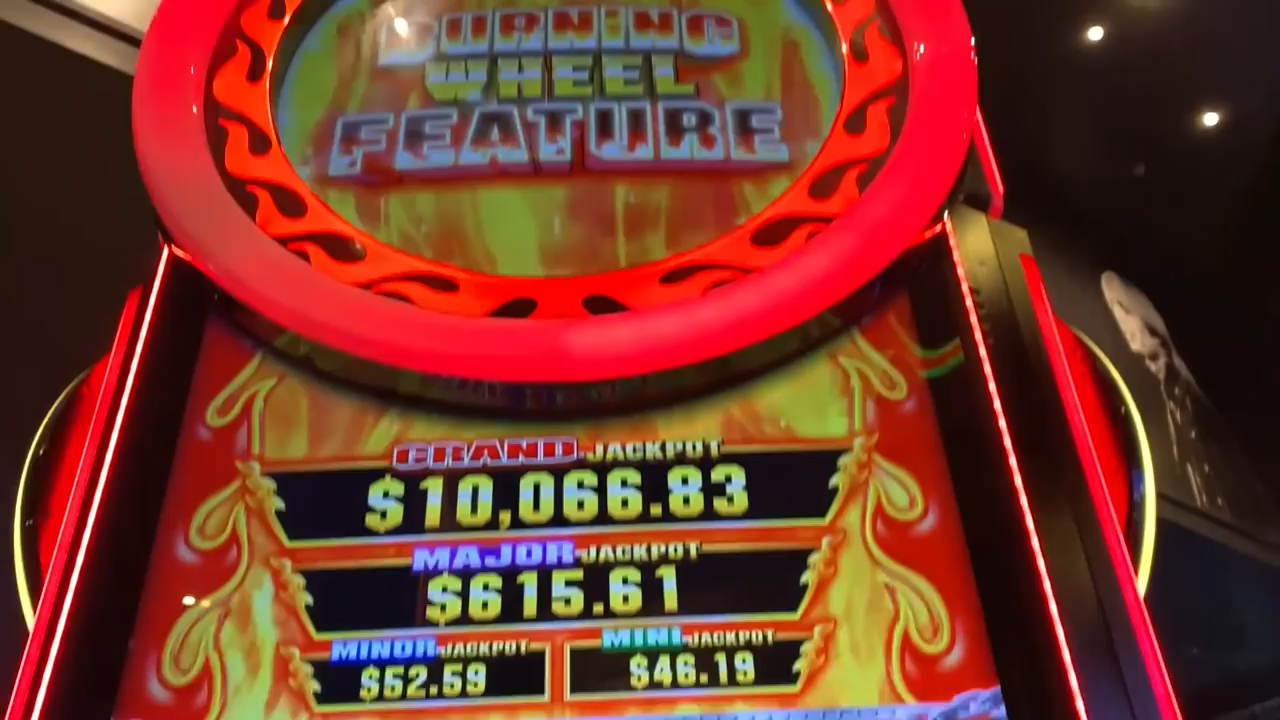 BURNING
WHEEL
FEATURE
GRAND JACKPOT
$10,066.83
MAJOR JACKPOT
$615.61
MINOR JACKPOT
$52.59
MINI JACKPOT
$46.19